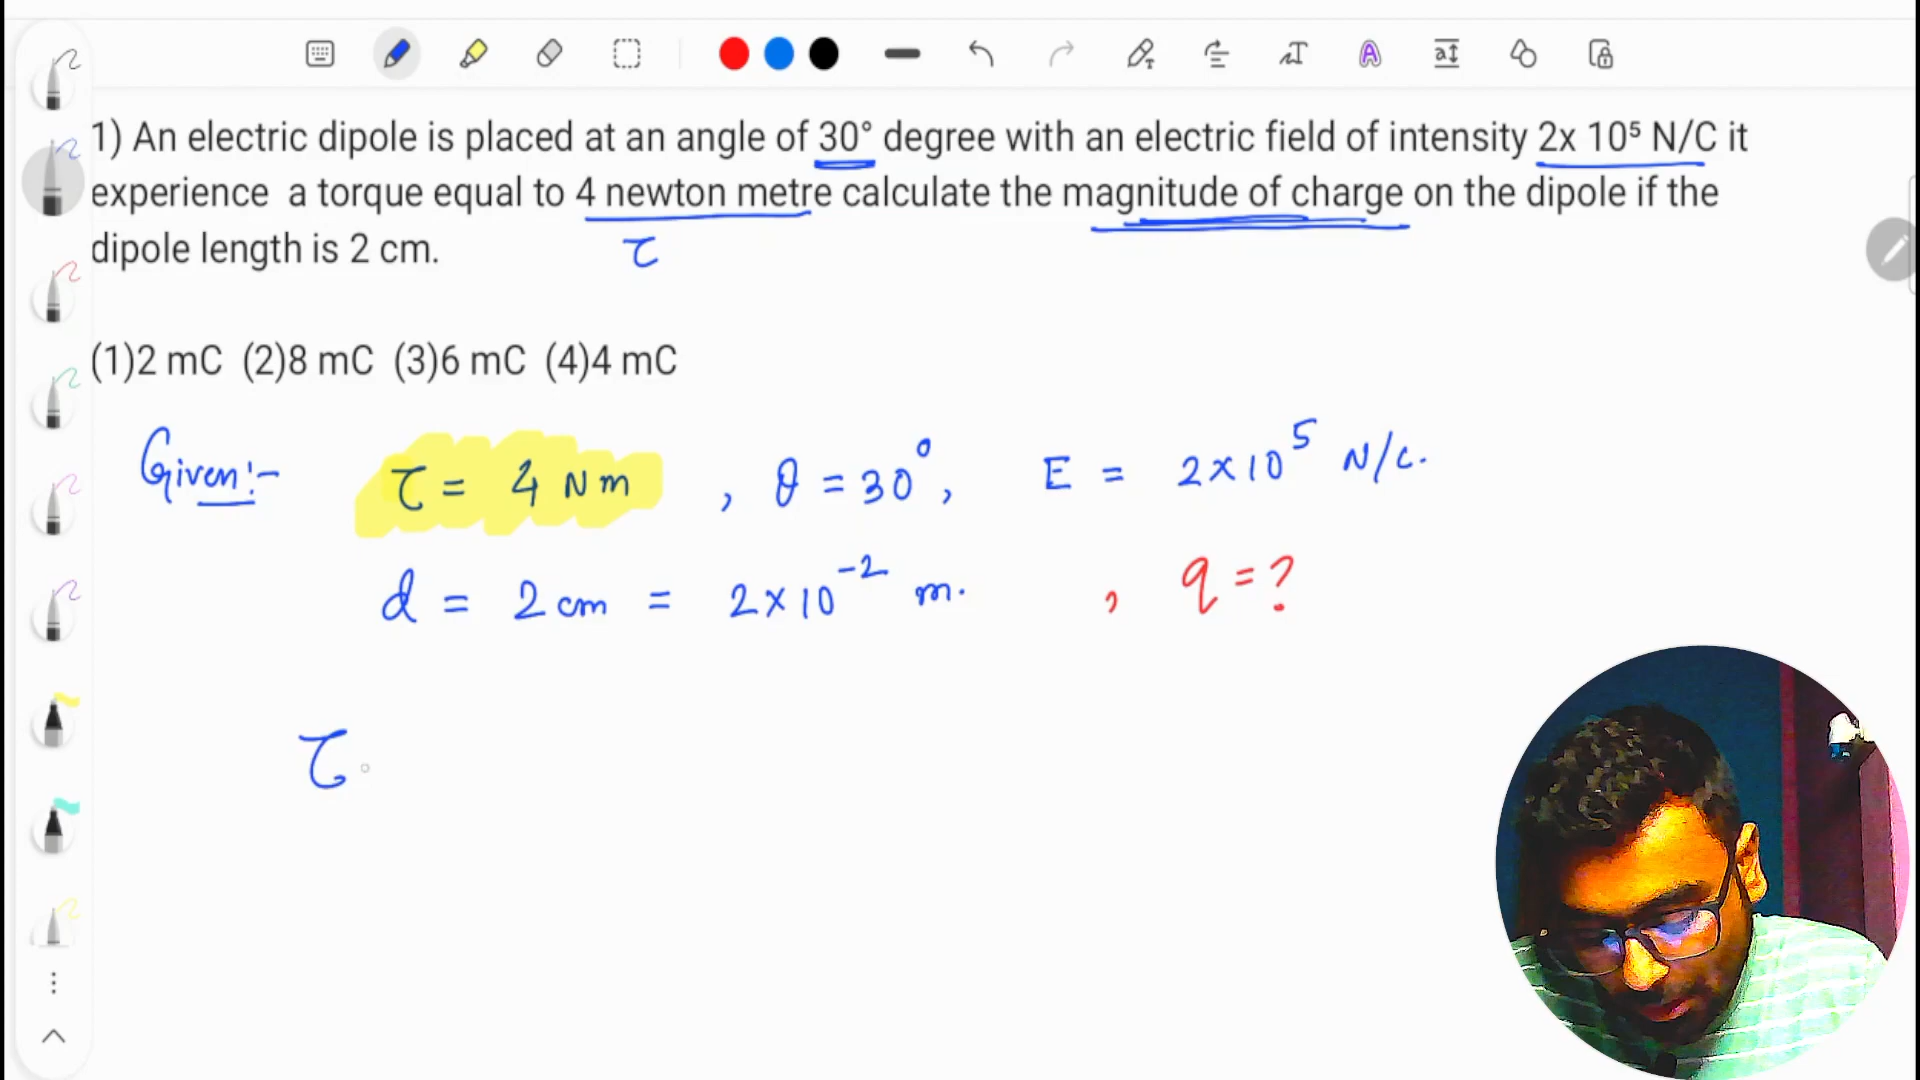 1) An electric dipole is placed at an angle of 30° degree with an electric field of intensity 2x 10⁵ N/C it
experience a torque equal to 4 newton metre calculate the magnitude of charge on the dipole if the
dipole length is 2 cm.
τ
(1)2 mC (2)8 mC (3)6 mC (4)4 mC
Given:- τ = 4 Nm , θ = 30°, E = 2×10⁵ N/C.
d = 2 cm = 2×10⁻² m. , q = ?
τ